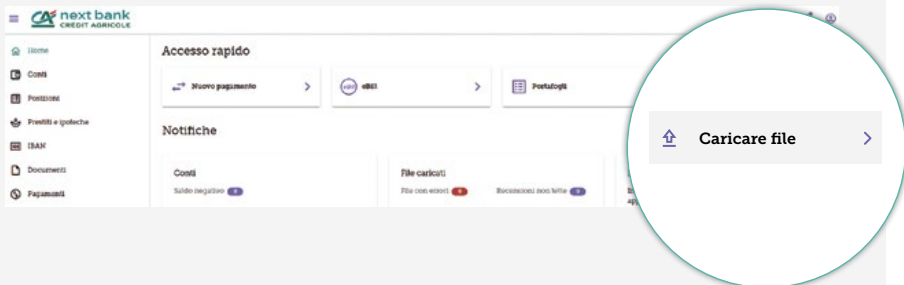 next bank
CRÉDIT AGRICOLE
Home
Conti
Posizioni
Prestiti e ipoteche
IBAN
Documenti
Pagamenti
Accesso rapido
Nuovo pagamento
eBill
Portafogli
Caricare file
Notifiche
Conti
Saldo negativo
File caricati
File con errori
Recensioni non lette